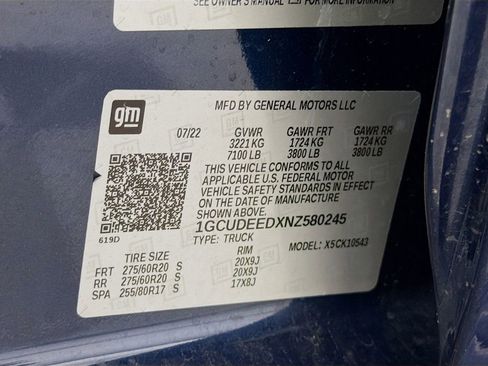 SEE OWNER'S MANUAL FOR MORE INFORMATION
gm
MFD BY GENERAL MOTORS LLC
07/22 GVWR GAWR FRT GAWR RR
3221 KG 1724 KG 1724 KG
7100 LB 3800 LB 3800 LB
THIS VEHICLE CONFORMS TO ALL
APPLICABLE U.S. FEDERAL MOTOR
VEHICLE SAFETY STANDARDS IN EFFECT
ON THE DATE OF MANUFACTURE
SHOWN ABOVE.
1GCUDEEDXNZ580245
619D TYPE: TRUCK MODEL: X5CK10543
TIRE SIZE RIM
FRT 275/60R20 S 20X9J
RR 275/60R20 S 20X9J
SPA 255/80R17 S 17X8J